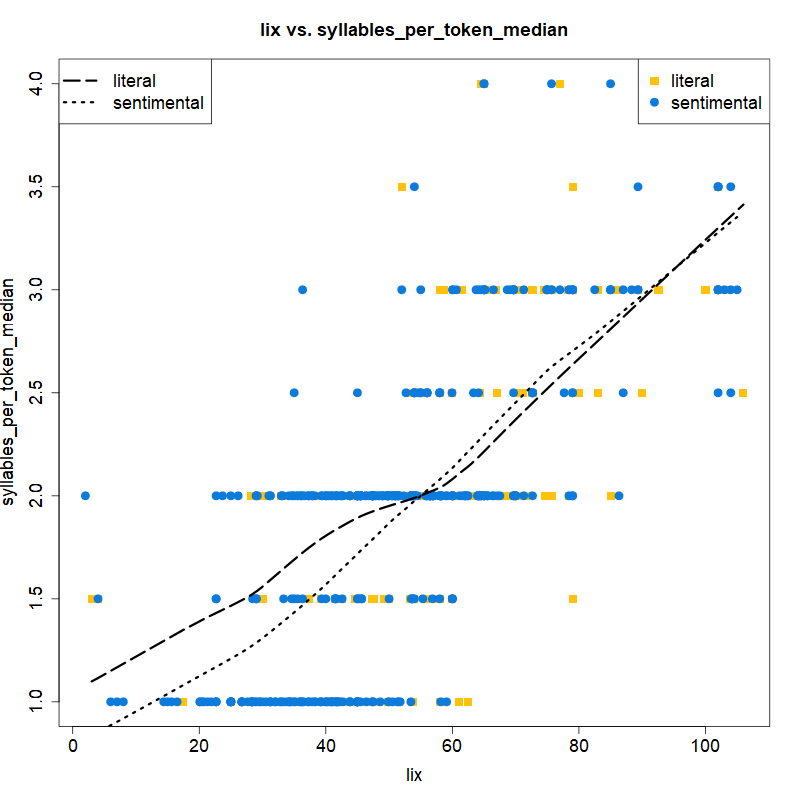 lix vs. syllables_per_token_median
literal
sentimental
literal
sentimental
syllables_per_token_median
4.0
3.5
3.0
2.5
2.0
1.5
1.0
0 20 40 60 80 100
lix